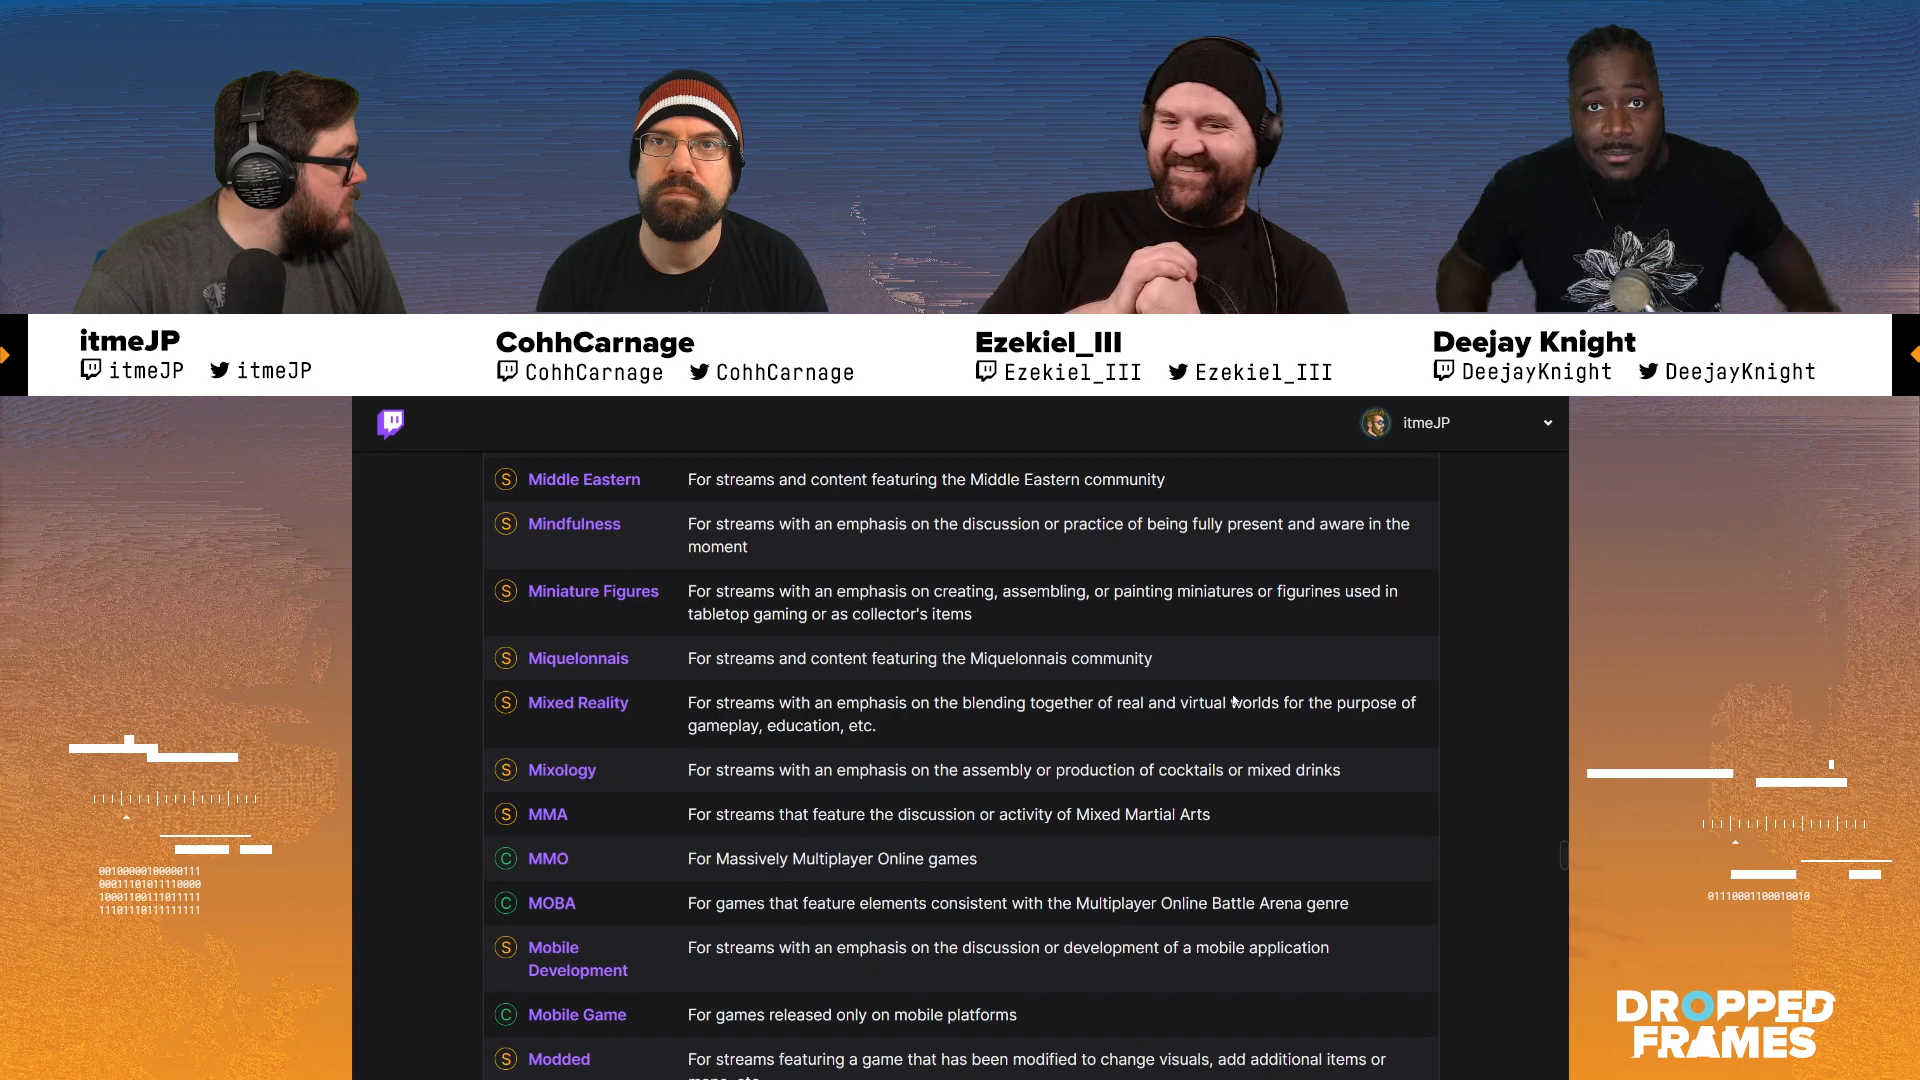 itmeJP
itmeJP itmeJP
CohhCarnage
CohhCarnage CohhCarnage
Ezekiel_III
Ezekiel_III Ezekiel_III
Deejay Knight
DeejayKnight DeejayKnight
itmeJP
S Middle Eastern For streams and content featuring the Middle Eastern community
S Mindfulness For streams with an emphasis on the discussion or practice of being fully present and aware in the
moment
S Miniature Figures For streams with an emphasis on creating, assembling, or painting miniatures or figurines used in
tabletop gaming or as collector's items
S Miquelonnais For streams and content featuring the Miquelonnais community
S Mixed Reality For streams with an emphasis on the blending together of real and virtual worlds for the purpose of
gameplay, education, etc.
S Mixology For streams with an emphasis on the assembly or production of cocktails or mixed drinks
S MMA For streams that feature the discussion or activity of Mixed Martial Arts
C MMO For Massively Multiplayer Online games
C MOBA For games that feature elements consistent with the Multiplayer Online Battle Arena genre
S Mobile For streams with an emphasis on the discussion or development of a mobile application
Development
C Mobile Game For games released only on mobile platforms
S Modded For streams featuring a game that has been modified to change visuals, add additional items or
00100000100000111
00011101011110000
10001100111011111
11101110111111111
01110001100010010
DROPPED
FRAMES